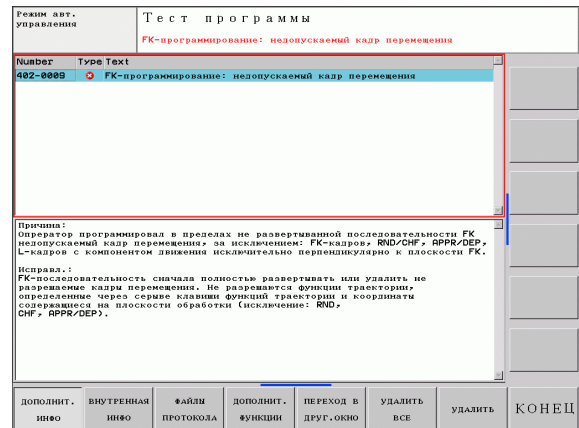 Режим авт.
управления
Тест программы
FK-программирование: недопускаемый кадр перемещения
Number Type Text
402-0009 FK-программирование: недопускаемый кадр перемещения
Причина:
Опрератор программировал в пределах не развертыванной последовательности FK
недопускаемый кадр перемещения, за исключением: FK-кадров, RND/CHF, APPR/DEP,
L-кадров с компонентом движения исключительно перпендикулярно к плоскости FK.
Исправл.:
FK-последовательность сначала полностью развертывать или удалить не
разрешаемые кадры перемещения. Не разрешаются функции траектории,
определенные через серыве клавиши функций траектории и координаты
содержащиеся на плоскости обработки (исключение: RND,
CHF, APPR/DEP).
ДОПОЛНИТ.
ИНФО
ВНУТРЕННАЯ
ИНФО
ФАЙЛЫ
ПРОТОКОЛА
ДОПОЛНИТ.
ФУНКЦИИ
ПЕРЕХОД В
ДРУГ.ОКНО
УДАЛИТЬ
ВСЕ
УДАЛИТЬ
КОНЕЦ